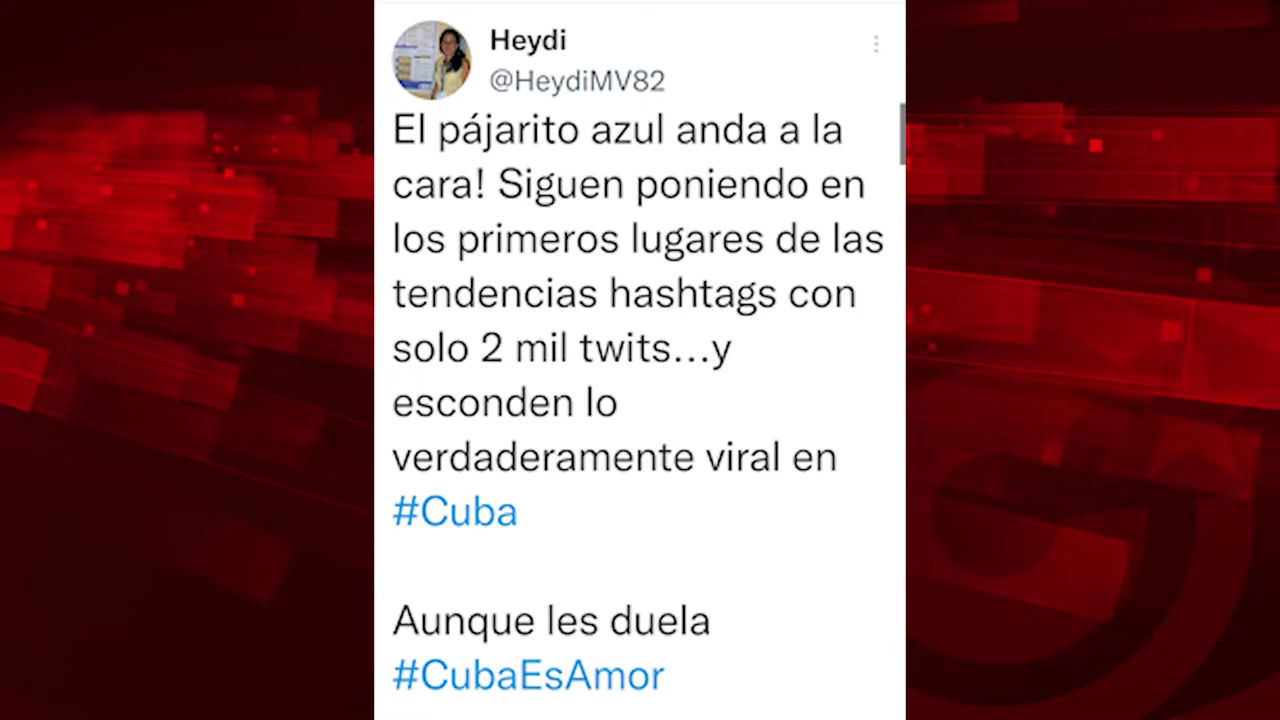 Heydi
@HeydiMV82
El pájarito azul anda a la
cara! Siguen poniendo en
los primeros lugares de las
tendencias hashtags con
solo 2 mil twits...y
esconden lo
verdaderamente viral en
#Cuba
Aunque les duela
#CubaEsAmor